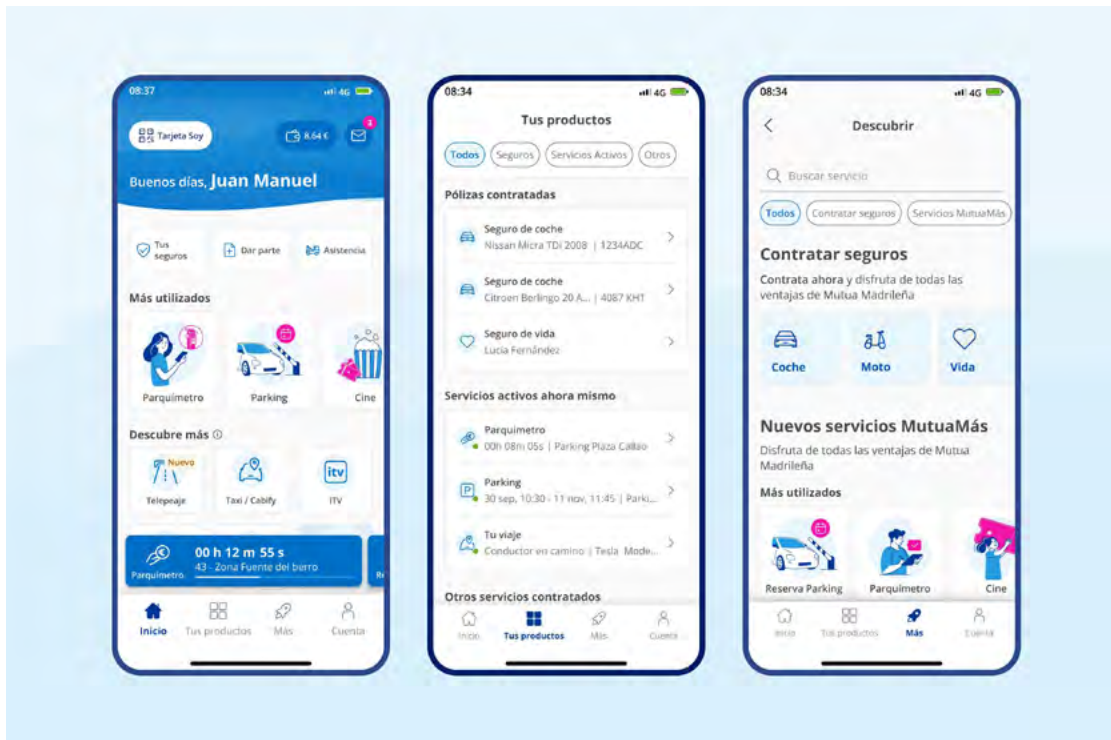 08:37
4G
Tarjeta Soy
8.64 €
3
Buenos días, Juan Manuel
Tus seguros
Dar parte
Asistencia
Más utilizados
Parquímetro
Parking
Cine
Descubre más
Nuevo
Telepeaje
Taxi / Cabify
itv
ITV
00 h 12 m 55 s
43 - Zona Fuente del berro
Parquímetro
Inicio
Tus productos
Más
Cuenta
08:34
4G
Tus productos
Todos
Seguros
Servicios Activos
Otros
Pólizas contratadas
Seguro de coche
Nissan Micra TDi 2008 | 1234ADC
Seguro de coche
Citroen Berlingo 20 A... | 4087 KHT
Seguro de vida
Lucía Fernández
Servicios activos ahora mismo
Parquímetro
00h 08m 05s | Parking Plaza Callao
Parking
30 sep, 10:30 - 11 nov, 11:45 | Parki...
Tu viaje
Conductor en camino | Tesla Mode...
Otros servicios contratados
Inicio
Tus productos
Más
Cuenta
08:34
4G
Descubrir
Buscar servicio
Todos
Contratar seguros
Servicios MutuaMás
Contratar seguros
Contrata ahora y disfruta de todas las
ventajas de Mutua Madrileña
Coche
Moto
Vida
Nuevos servicios MutuaMás
Disfruta de todas las ventajas de Mutua
Madrileña
Más utilizados
Reserva Parking
Parquímetro
Cine
Inicio
Tus productos
Más
Cuenta